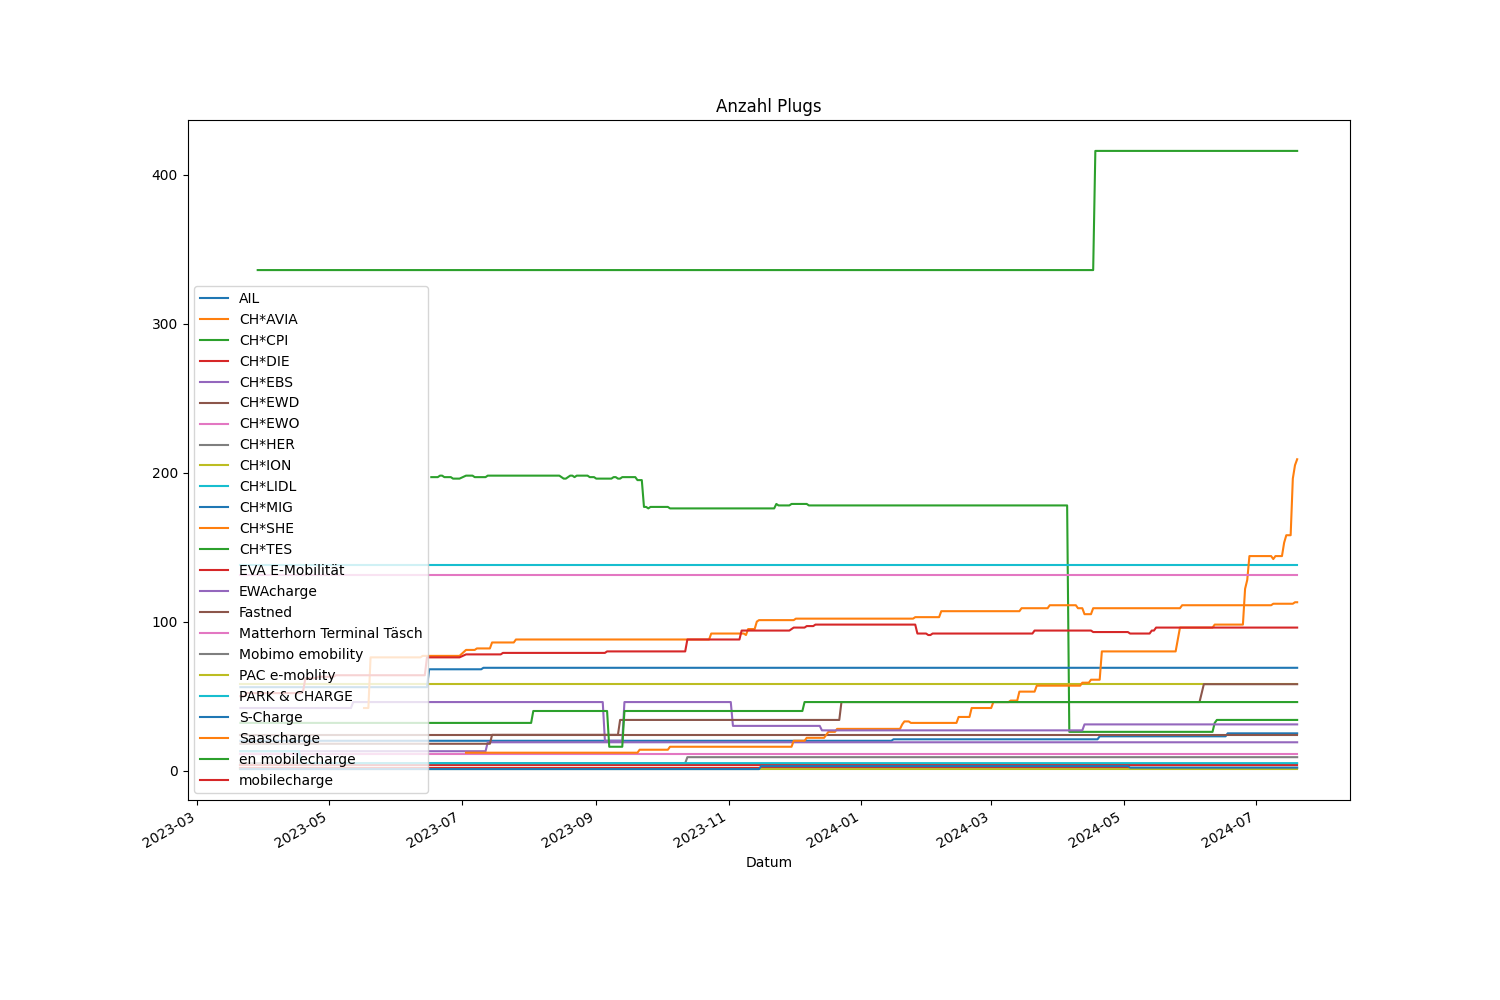 Anzahl Plugs
400
300
200
100
0
AIL
CH*AVIA
CH*CPI
CH*DIE
CH*EBS
CH*EWD
CH*EWO
CH*HER
CH*ION
CH*LIDL
CH*MIG
CH*SHE
CH*TES
EVA E-Mobilität
EWAcharge
Fastned
Matterhorn Terminal Täsch
Mobimo emobility
PAC e-moblity
PARK & CHARGE
S-Charge
Saascharge
en mobilecharge
mobilecharge
2023-03
2023-05
2023-07
2023-09
2023-11
2024-01
2024-03
2024-05
2024-07
Datum